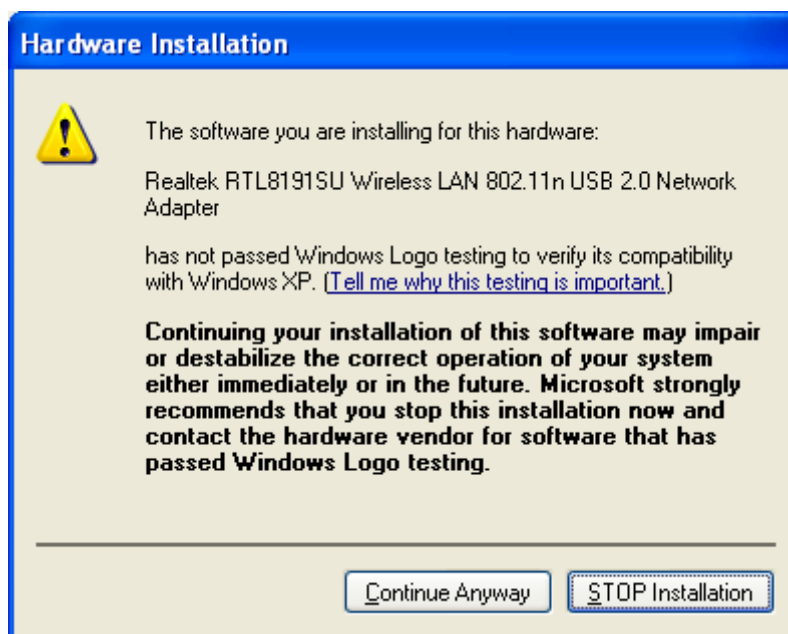 Hardware Installation
The software you are installing for this hardware:
Realtek RTL8191SU Wireless LAN 802.11n USB 2.0 Network
Adapter
has not passed Windows Logo testing to verify its compatibility
with Windows XP. (Tell me why this testing is important.)
Continuing your installation of this software may impair
or destabilize the correct operation of your system
either immediately or in the future. Microsoft strongly
recommends that you stop this installation now and
contact the hardware vendor for software that has
passed Windows Logo testing.
Continue Anyway STOP Installation